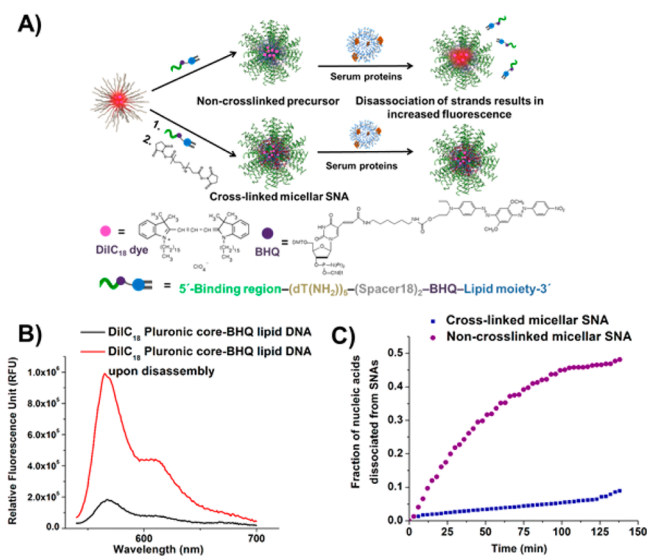 A)
Serum proteins
Non-crosslinked precursor
Disassociation of strands results in
increased fluorescence
1.
2.
Serum proteins
Cross-linked micellar SNA
DiIC18 dye
=
BHQ
=
ClO4-
= 5´-Binding region–(dT(NH2))5–(Spacer18)2–BHQ–Lipid moiety-3´
B)
DiIC18 Pluronic core-BHQ lipid DNA
DiIC18 Pluronic core-BHQ lipid DNA
upon disassembly
Relative Fluorescence Unit (RFU)
1.0x10⁶
8.0x10⁵
6.0x10⁵
4.0x10⁵
2.0x10⁵
0.0
600
700
Wavelength (nm)
C)
Cross-linked micellar SNA
Non-crosslinked micellar SNA
Fraction of nucleic acids
dissociated from SNAs
0.5
0.4
0.3
0.2
0.1
0.0
0
25
50
75
100
125
150
Time (min)